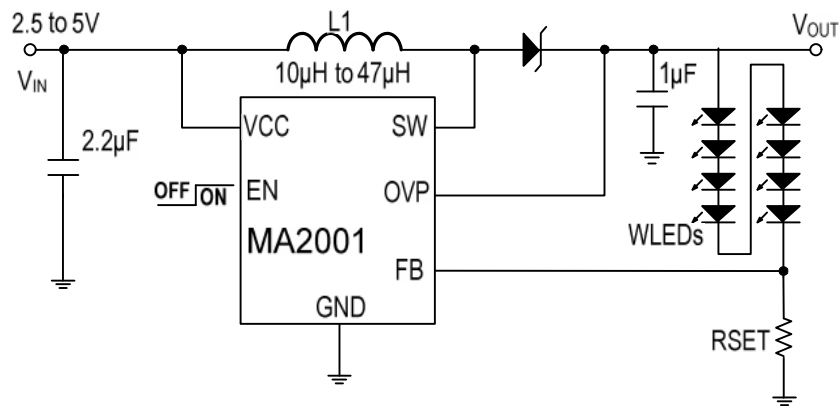 2.5 to 5V
L1
VOUT
VIN
10µH to 47µH
1µF
2.2µF
VCC
SW
OFF
ON
EN
OVP
MA2001
WLEDs
FB
GND
RSET